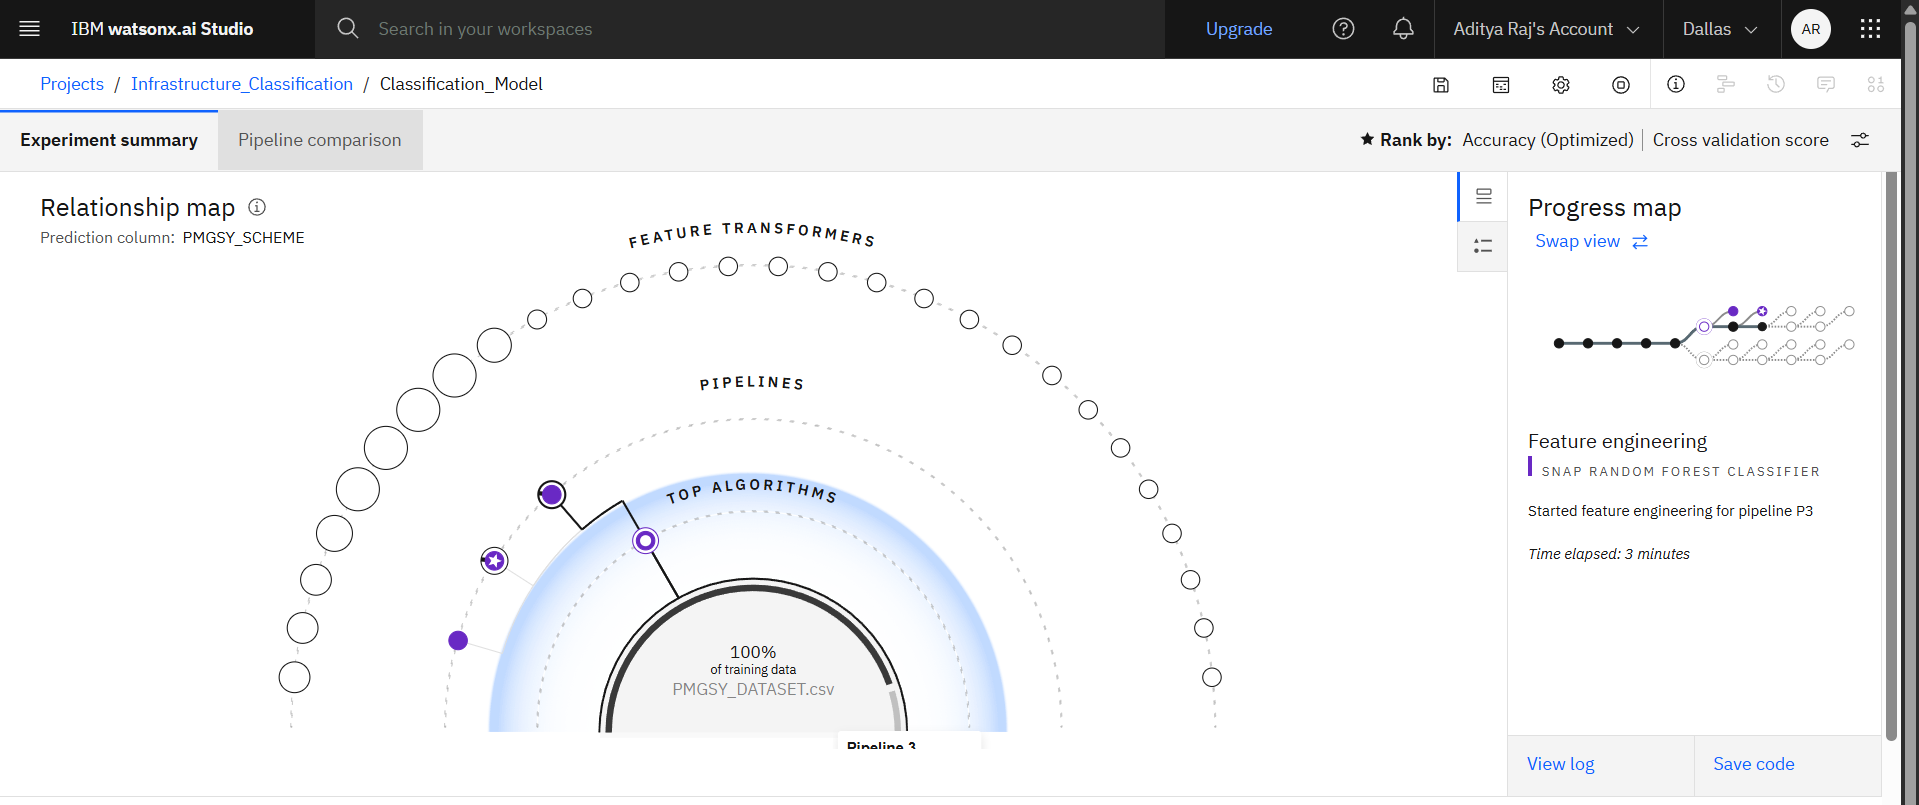 IBM watsonx.ai Studio
Search in your workspaces
Upgrade
Aditya Raj's Account
Dallas
AR
Projects / Infrastructure_Classification / Classification_Model
Experiment summary
Pipeline comparison
Rank by: Accuracy (Optimized) | Cross validation score
Relationship map
Prediction column: PMGSY_SCHEME
FEATURE TRANSFORMERS
PIPELINES
TOP ALGORITHMS
100%
of training data
PMGSY_DATASET.csv
Pipeline 3
Progress map
Swap view
Feature engineering
SNAP RANDOM FOREST CLASSIFIER
Started feature engineering for pipeline P3
Time elapsed: 3 minutes
View log
Save code